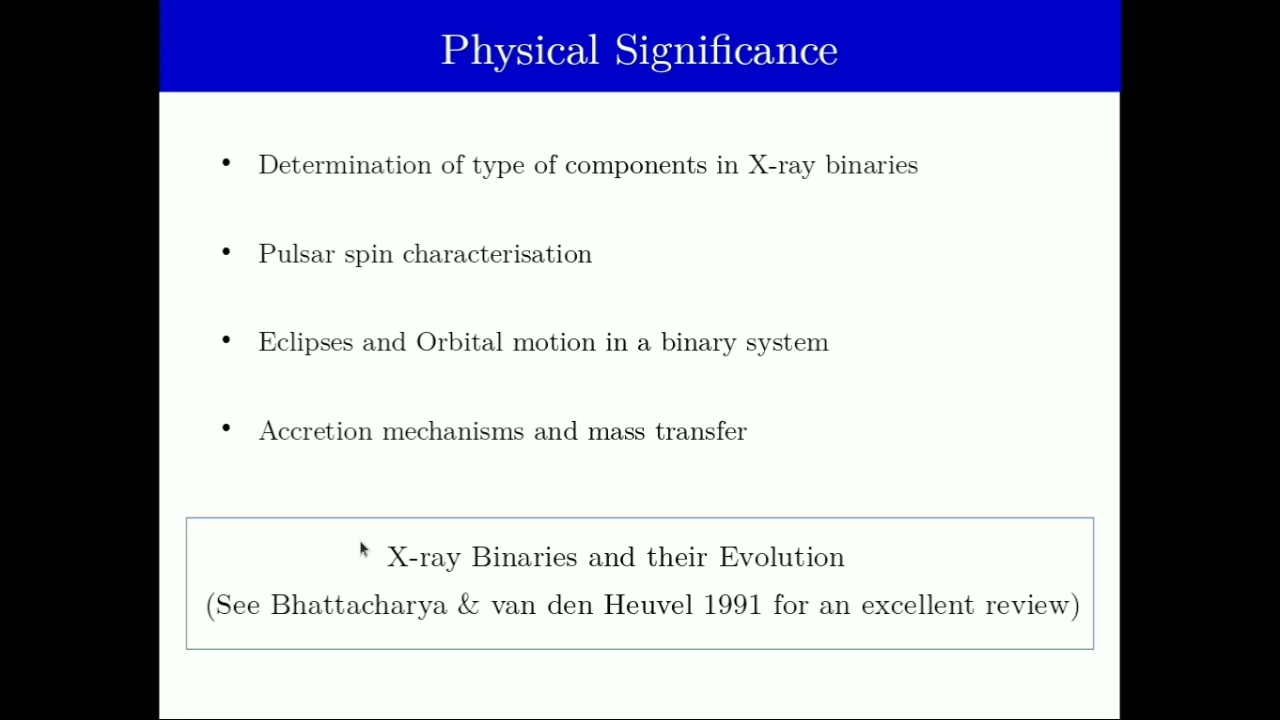 Physical Significance
• Determination of type of components in X-ray binaries
• Pulsar spin characterisation
• Eclipses and Orbital motion in a binary system
• Accretion mechanisms and mass transfer
X-ray Binaries and their Evolution
(See Bhattacharya & van den Heuvel 1991 for an excellent review)